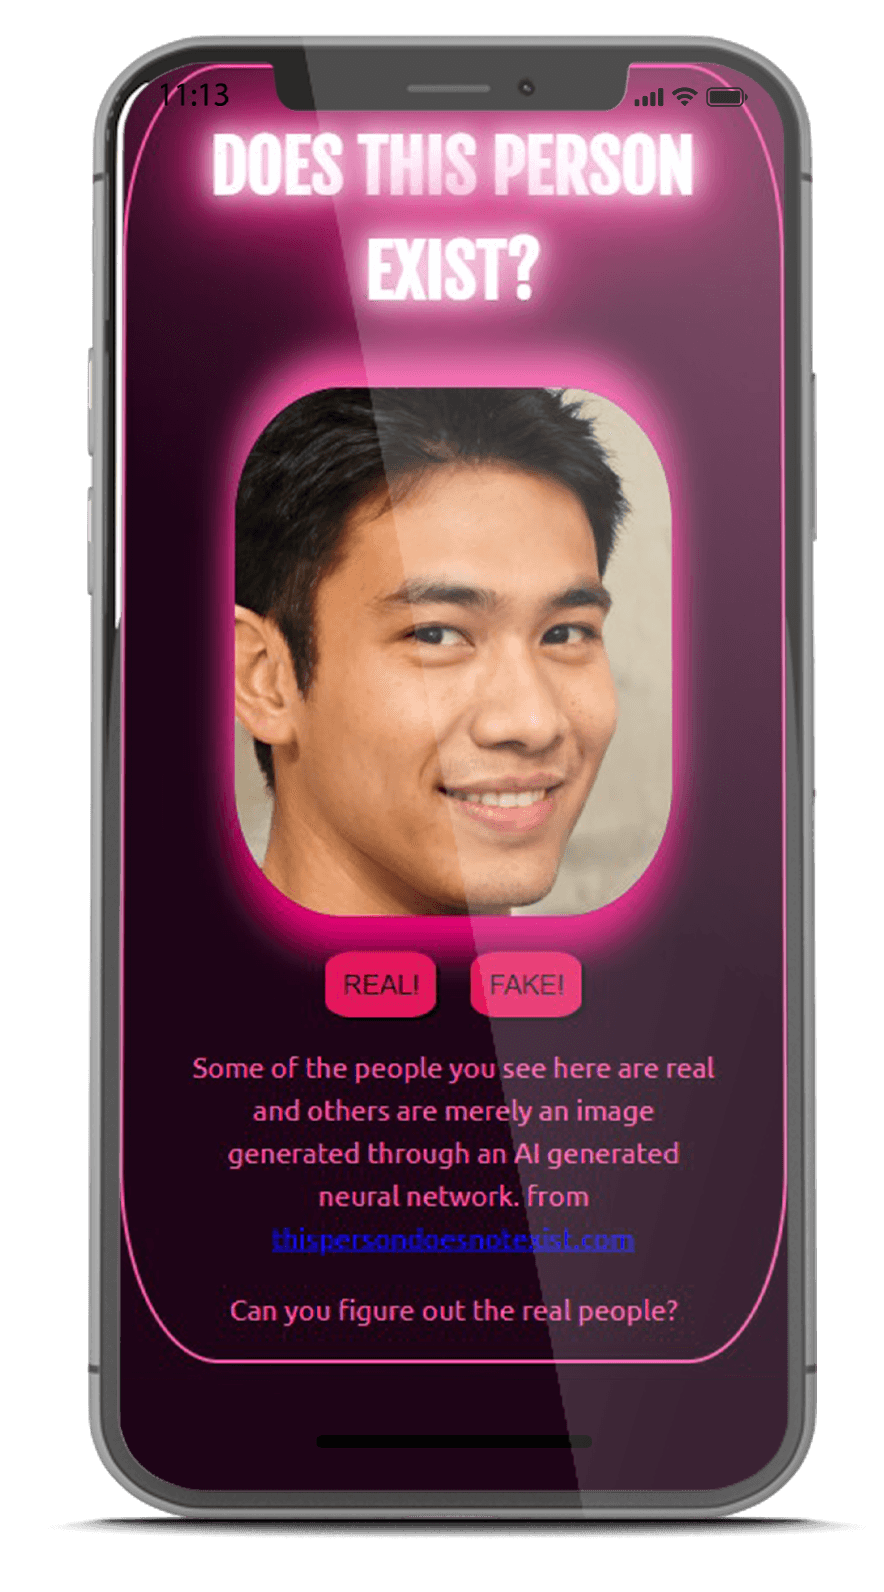 11:13
DOES THIS PERSON
EXIST?
REAL! FAKE!
Some of the people you see here are real
and others are merely an image
generated through an AI generated
neural network. from
thispersondoesnotexist.com
Can you figure out the real people?